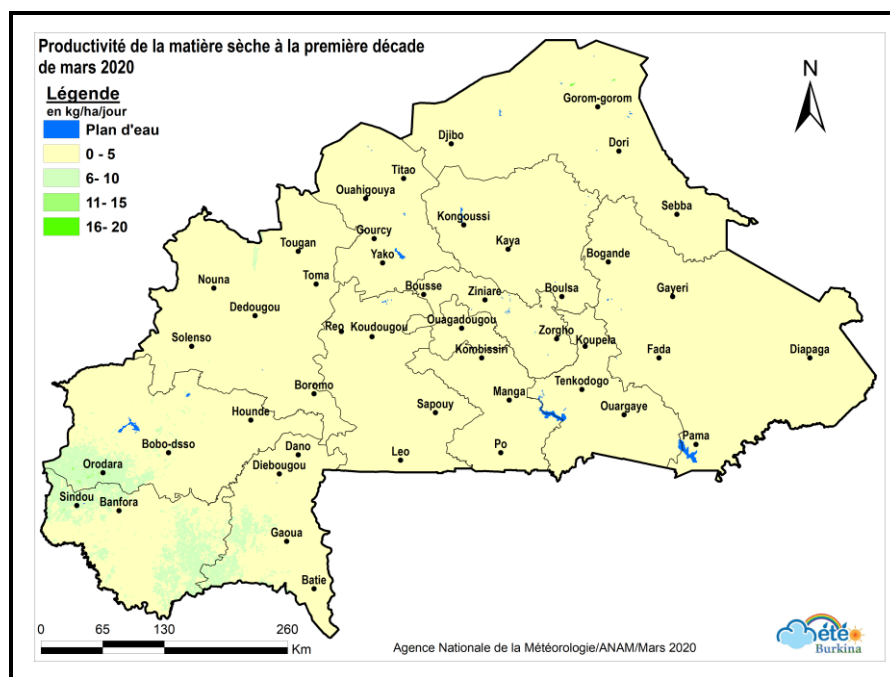 Productivité de la matière sèche à la première décade
de mars 2020
Légende
en kg/ha/jour
Plan d'eau
0 - 5
6- 10
11- 15
16- 20
N
Gorom-gorom
Djibo
Dori
Titao
Ouahigouya
Sebba
Kongoussi
Gourcy
Kaya
Tougan
Yako
Bogande
Nouna
Toma
Bousse
Ziniare
Boulsa
Gayeri
Dedougou
Ouagadougou
Reo
Koudougou
Zorgho
Koupela
Solenso
Kombissiri
Fada
Diapaga
Boromo
Manga
Tenkodogo
Hounde
Sapouy
Ouargaye
Bobo-dsso
Dano
Leo
Po
Pama
Orodara
Diebougou
Sindou
Banfora
Gaoua
Batie
0 65 130 260
Km
Agence Nationale de la Météorologie/ANAM/Mars 2020
météo
Burkina